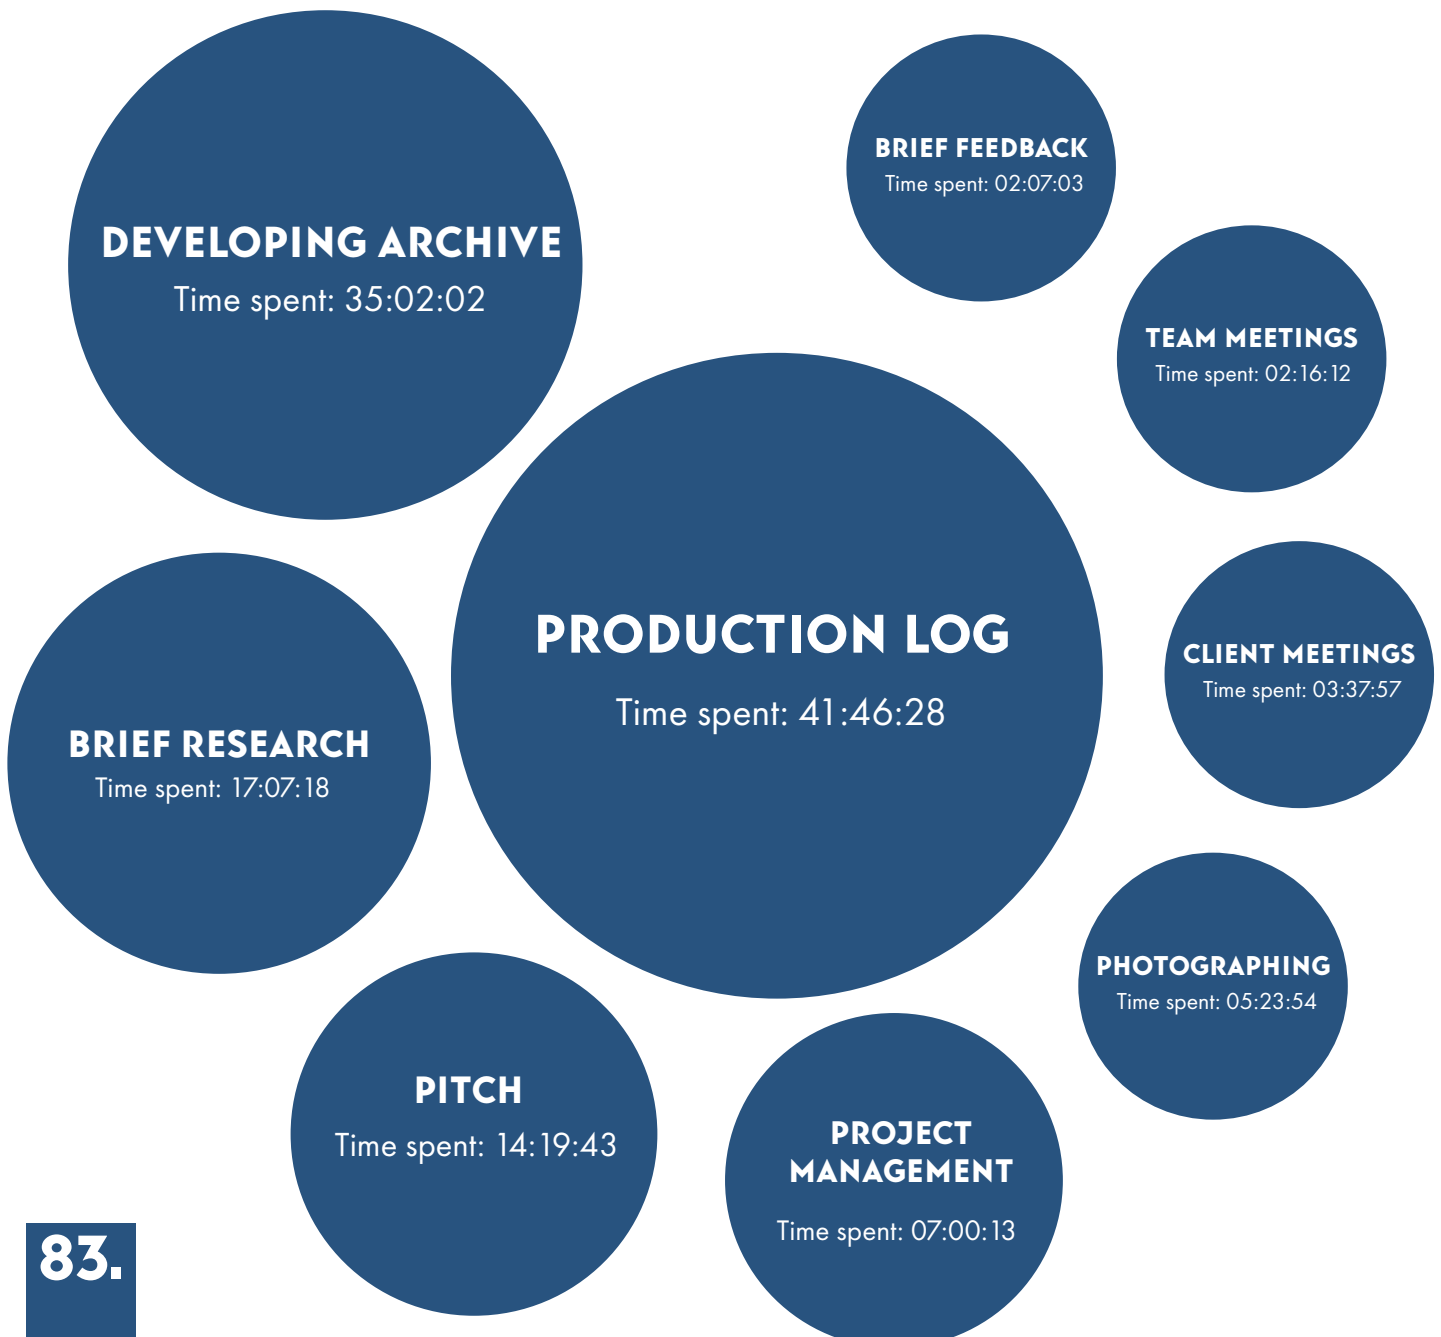 DEVELOPING ARCHIVE
Time spent: 35:02:02
BRIEF FEEDBACK
Time spent: 02:07:03
TEAM MEETINGS
Time spent: 02:16:12
PRODUCTION LOG
Time spent: 41:46:28
CLIENT MEETINGS
Time spent: 03:37:57
BRIEF RESEARCH
Time spent: 17:07:18
PHOTOGRAPHING
Time spent: 05:23:54
PITCH
Time spent: 14:19:43
PROJECT
MANAGEMENT
Time spent: 07:00:13
83.